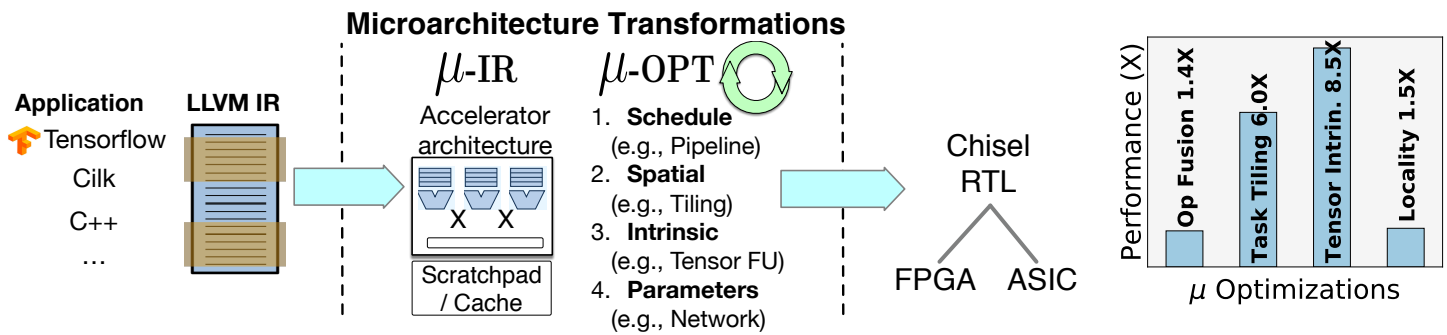 Microarchitecture Transformations
Application
Tensorflow
Cilk
C++
…
LLVM IR
μ-IR
Accelerator
architecture
X X
Scratchpad
/ Cache
μ-OPT
1. Schedule
(e.g., Pipeline)
2. Spatial
(e.g., Tiling)
3. Intrinsic
(e.g., Tensor FU)
4. Parameters
(e.g., Network)
Chisel
RTL
FPGA ASIC
Performance (X)
Op Fusion 1.4X
Task Tiling 6.0X
Tensor Intrin. 8.5X
Locality 1.5X
μ Optimizations